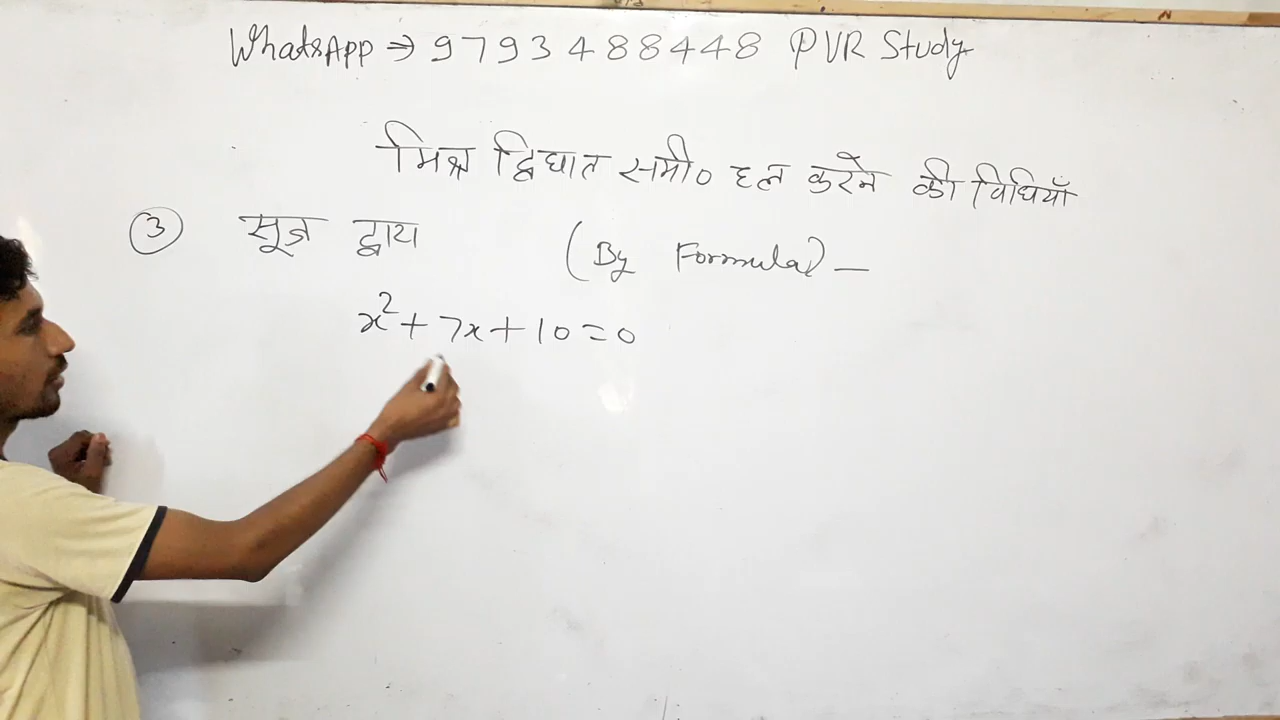 WhatsApp ⇒ 9793488448 PVR Study
मिश्र द्विघात समी० हल करने की विधियाँ
③ सूत्र द्वारा (By Formula) —
x² + 7x + 10 = 0